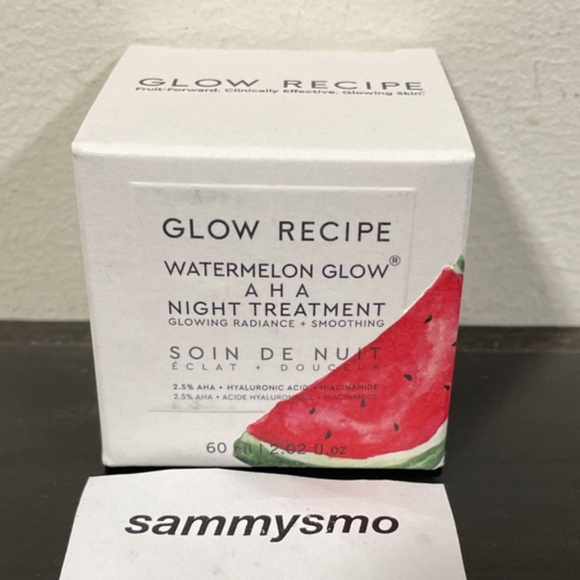 GLOW RECIPE
Fruit-Forward. Clinically Effective. Glowing Skin.
GLOW RECIPE
WATERMELON GLOW®
AHA
NIGHT TREATMENT
GLOWING RADIANCE + SMOOTHING
SOIN DE NUIT
ÉCLAT + DOUCEUR
2.5% AHA • HYALURONIC ACID • NIACINAMIDE
2.5% AHA • ACIDE HYALURONIQUE • NIACINAMIDE
60 ml | 2.02 fl.oz
sammysmo